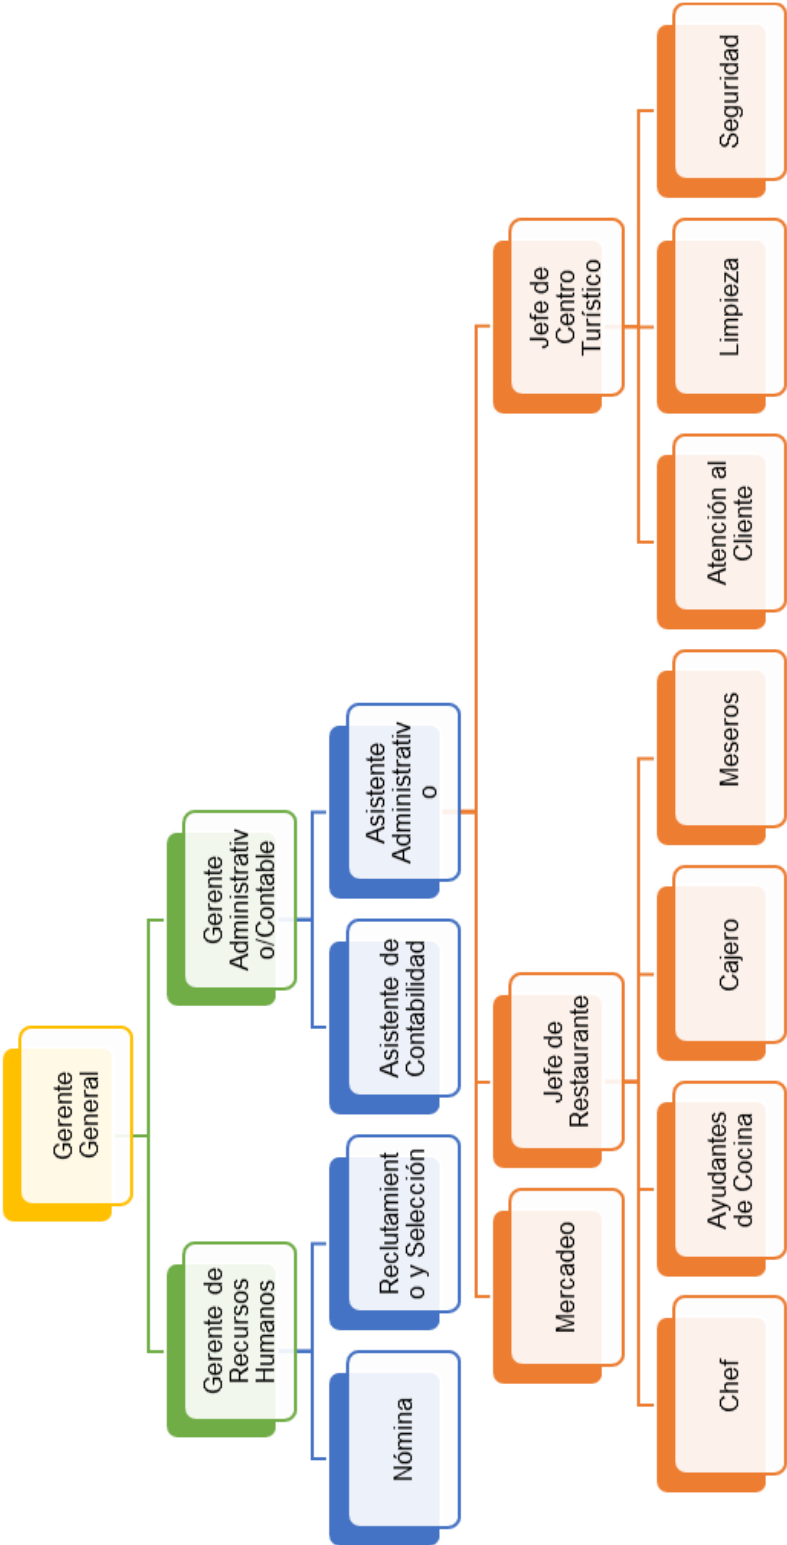 Gerente
General
Gerente de
Recursos
Humanos
Gerente
Administrativ
o/Contable
Nómina
Reclutamient
o y Selección
Asistente de
Contabilidad
Asistente
Administrativ
o
Mercadeo
Jefe de
Restaurante
Jefe de
Centro
Turístico
Chef
Ayudantes
de Cocina
Cajero
Meseros
Atención al
Cliente
Limpieza
Seguridad